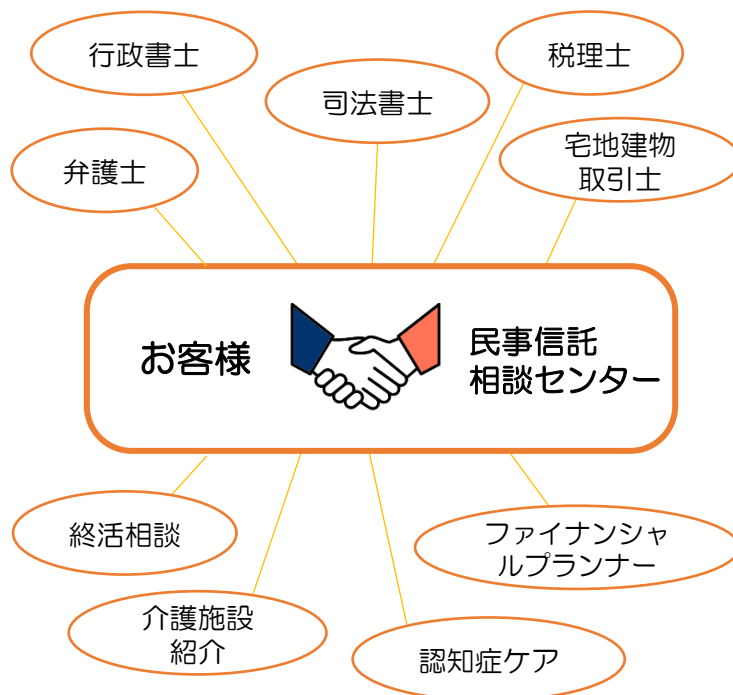 行政書士
税理士
司法書士
弁護士
宅地建物
取引士
お客様
民事信託
相談センター
終活相談
ファイナンシャ
ルプランナー
介護施設
紹介
認知症ケア